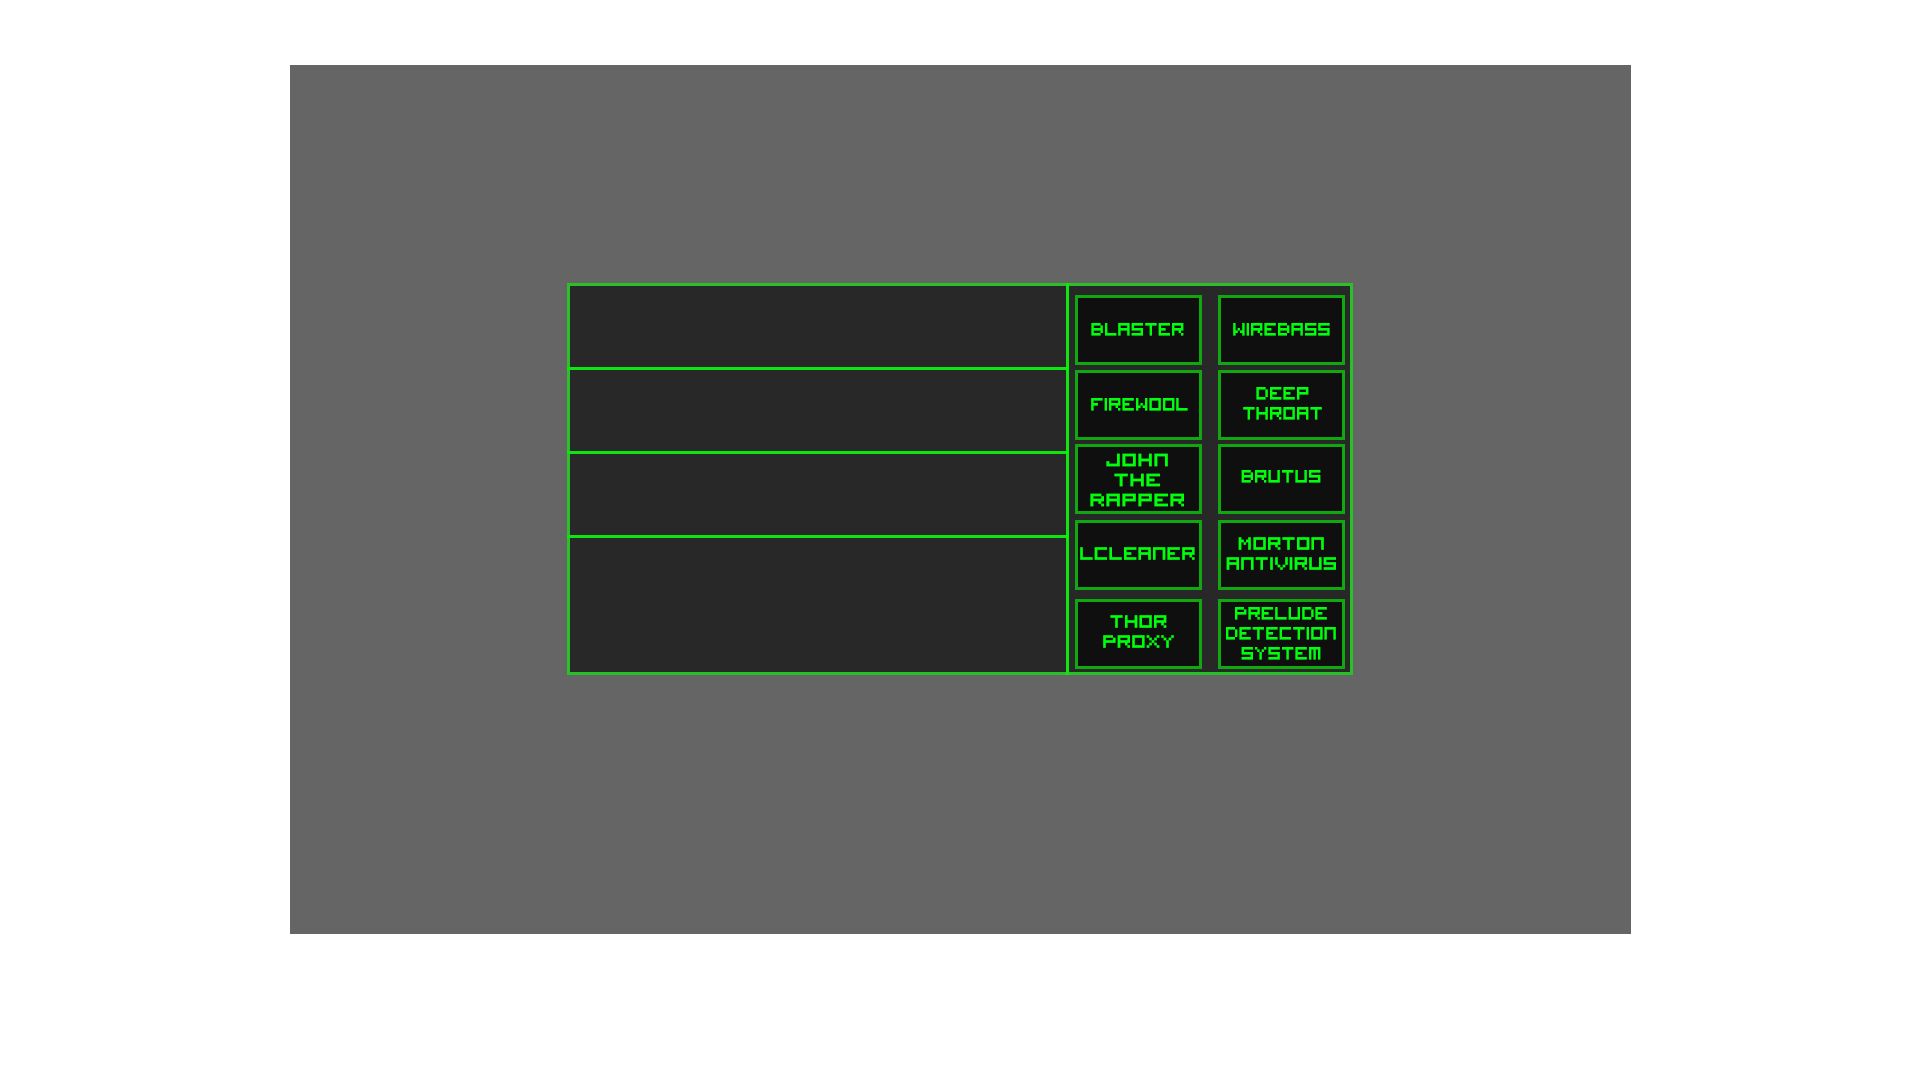 BLASTER
WIREBASS
FIREWOOL
DEEP
THROAT
JOHN
THE
RAPPER
BRUTUS
LCLEANER
MORTON
ANTIVIRUS
THOR
PROXY
PRELUDE
DETECTION
SYSTEM